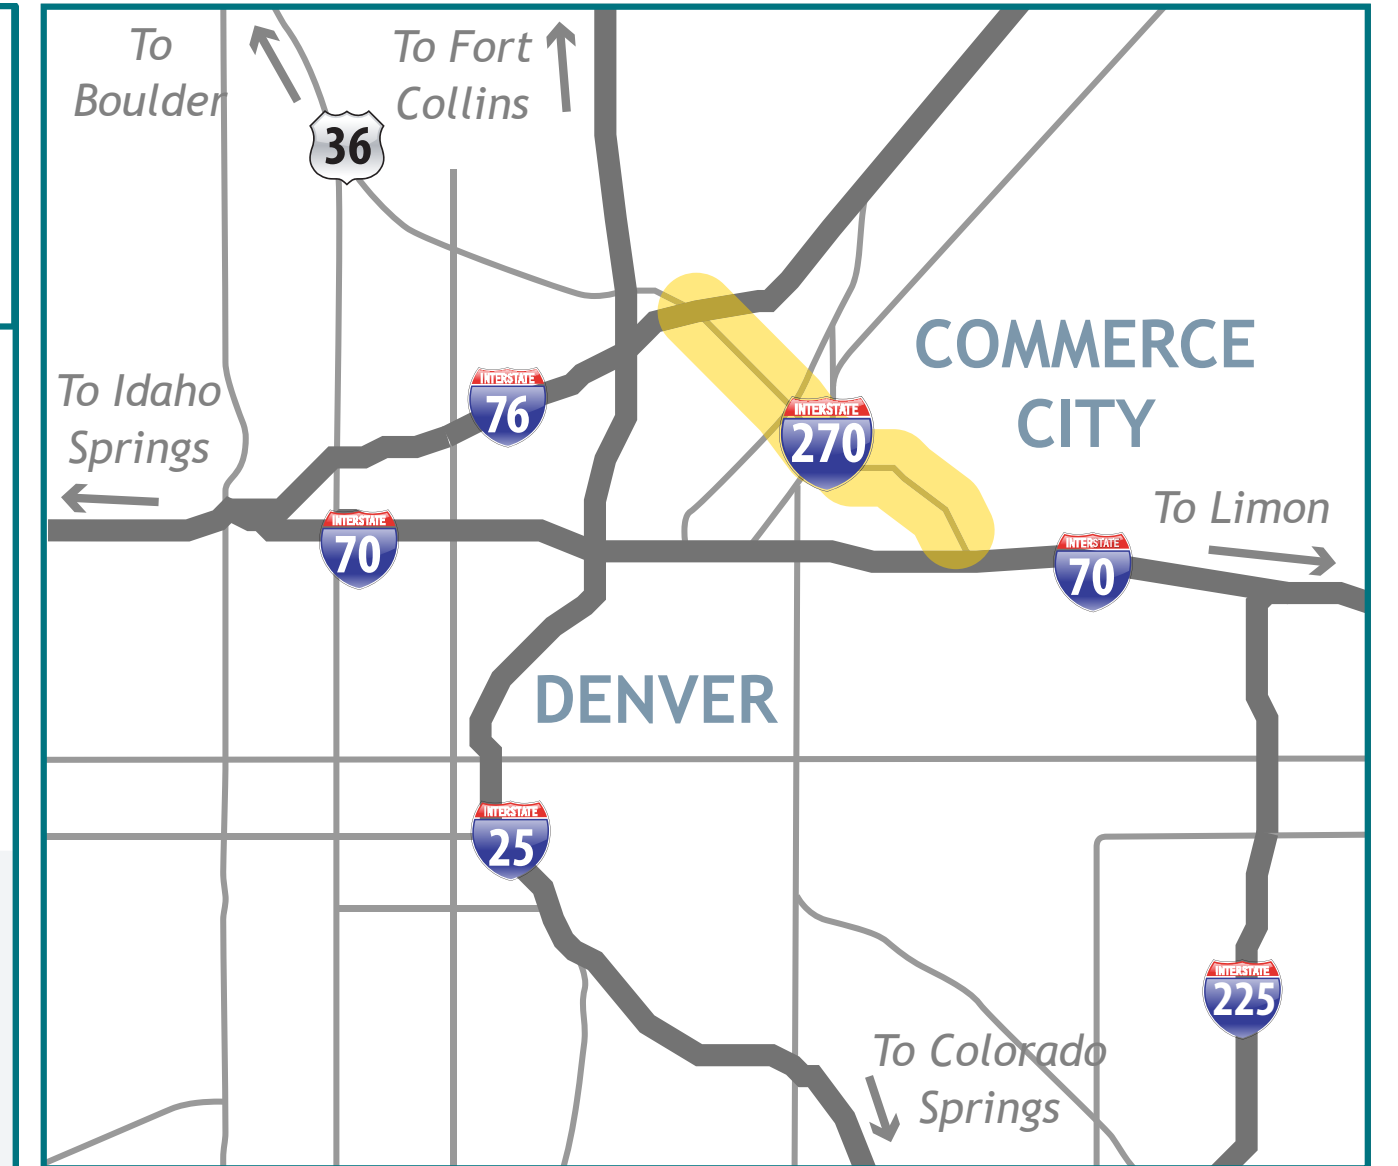 To
Boulder
To Fort
Collins
36
COMMERCE
CITY
To Idaho
Springs
INTERSTATE
76
INTERSTATE
270
To Limon
INTERSTATE
70
INTERSTATE
70
DENVER
INTERSTATE
25
INTERSTATE
225
To Colorado
Springs